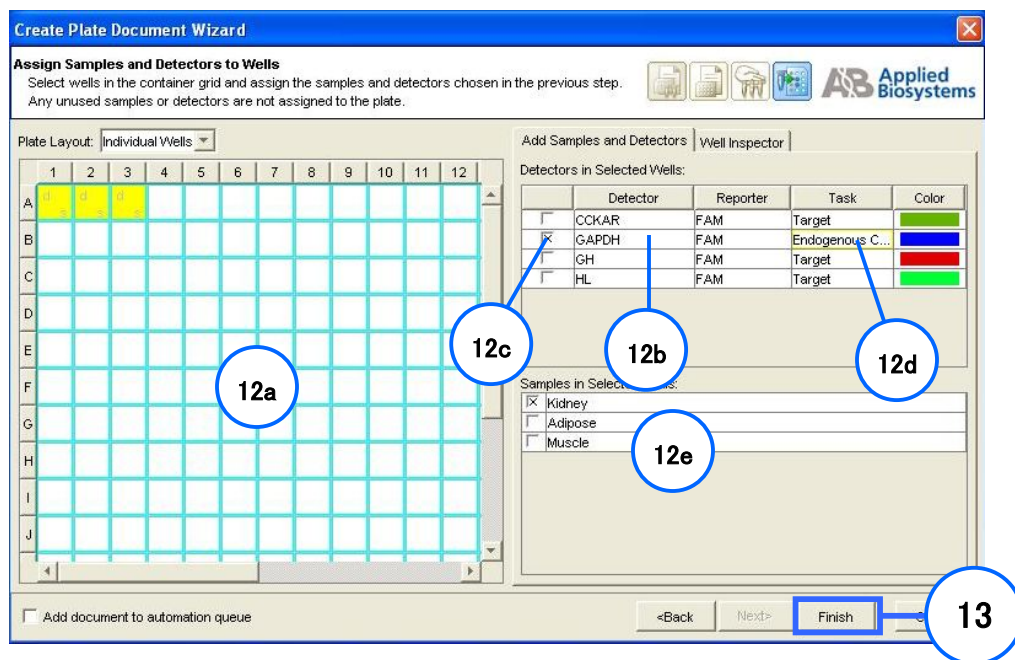 Create Plate Document Wizard
Assign Samples and Detectors to Wells
Select wells in the container grid and assign the samples and detectors chosen in the previous step.
Any unused samples or detectors are not assigned to the plate.
AB Applied Biosystems
Plate Layout: Individual Wells
1 2 3 4 5 6 7 8 9 10 11 12
A d s d s d s
B
C
D
E
F
G
H
I
J
12a
Add Samples and Detectors Well Inspector
Detectors in Selected Wells:
Detector Reporter Task Color
CCKAR FAM Target
GAPDH FAM Endogenous C...
GH FAM Target
HL FAM Target
12c 12b 12d
Samples in Selected
Kidney
Adipose
Muscle
12e
Add document to automation queue
<Back Next> Finish
13